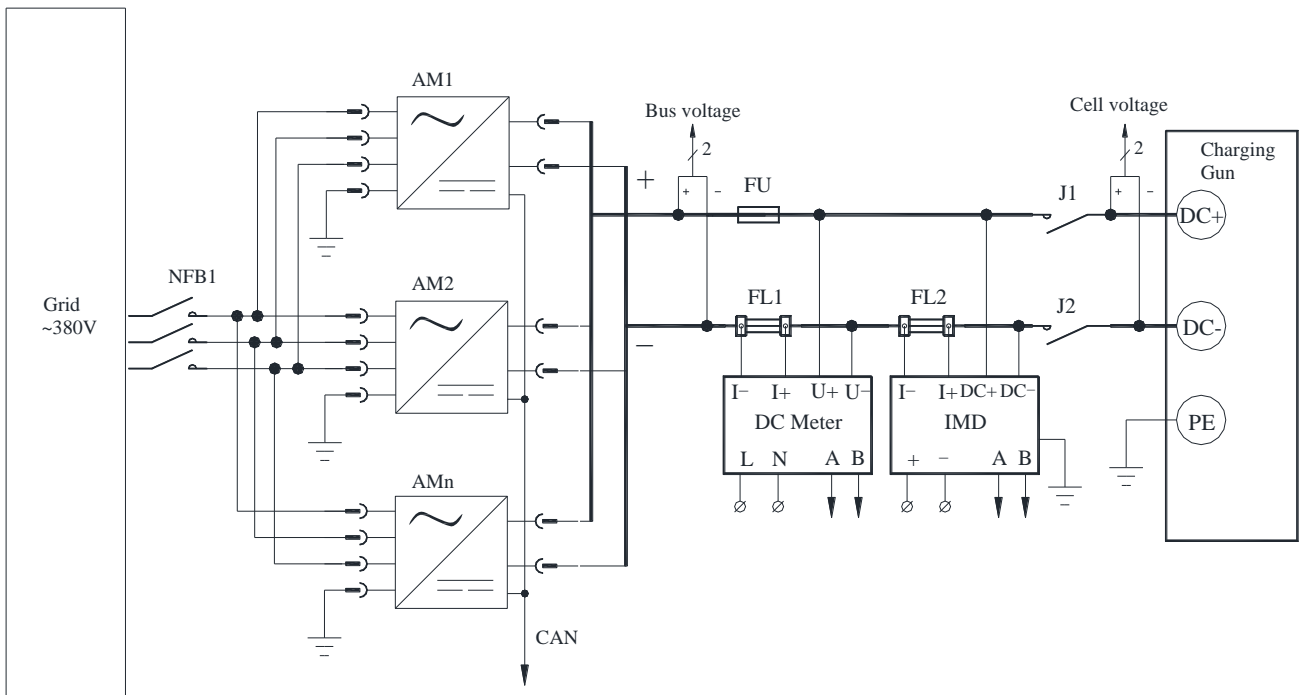 AM1
Bus voltage
2
+ −
Cell voltage
2
+ −
Charging
Gun
+
FU
J1
DC+
NFB1
AM2
Grid
~380V
−
FL1
FL2
J2
DC-
I− I+ U+ U−
DC Meter
L N A B
I− I+ DC+ DC−
IMD
+ − A B
PE
AMn
CAN